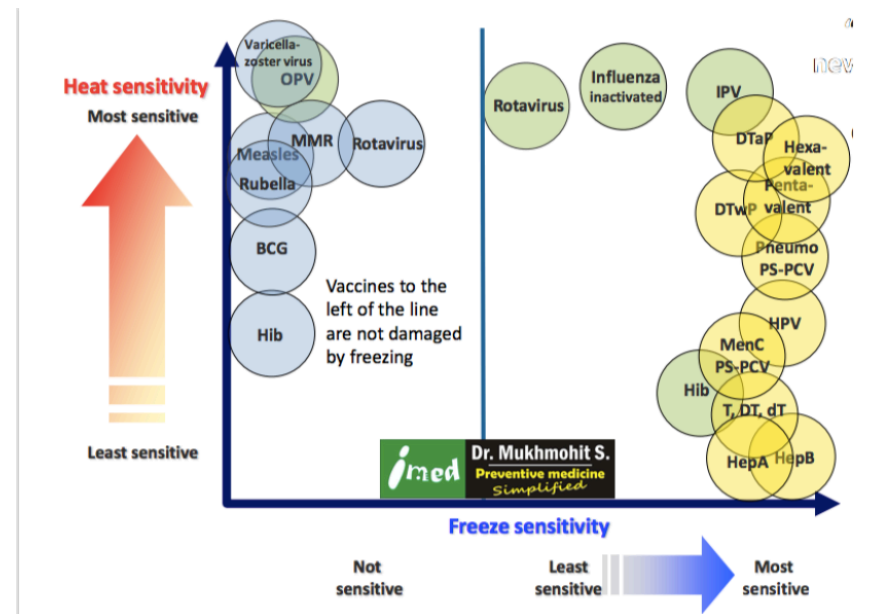 Varicella-
zoster virus
OPV
Heat sensitivity
Most sensitive
Influenza
inactivated
IPV
new
Rotavirus
MMR
Rotavirus
DTaP
Hexa-
valent
Measles
Rubella
Penta-
valent
DTwP
BCG
Pneumo
PS-PCV
Vaccines to the
left of the line
are not damaged
by freezing
Hib
HPV
MenC
PS-PCV
Hib
T, DT, dT
Least sensitive
HepA
HepB
imed
Dr. Mukhmohit S.
Preventive medicine
Simplified
Freeze sensitivity
Not
sensitive
Least
sensitive
Most
sensitive